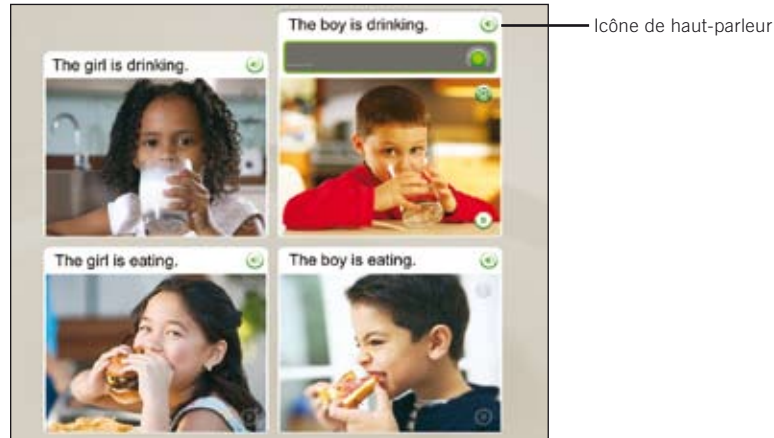 The boy is drinking.
Icône de haut-parleur
The girl is drinking.
The girl is eating.
The boy is eating.